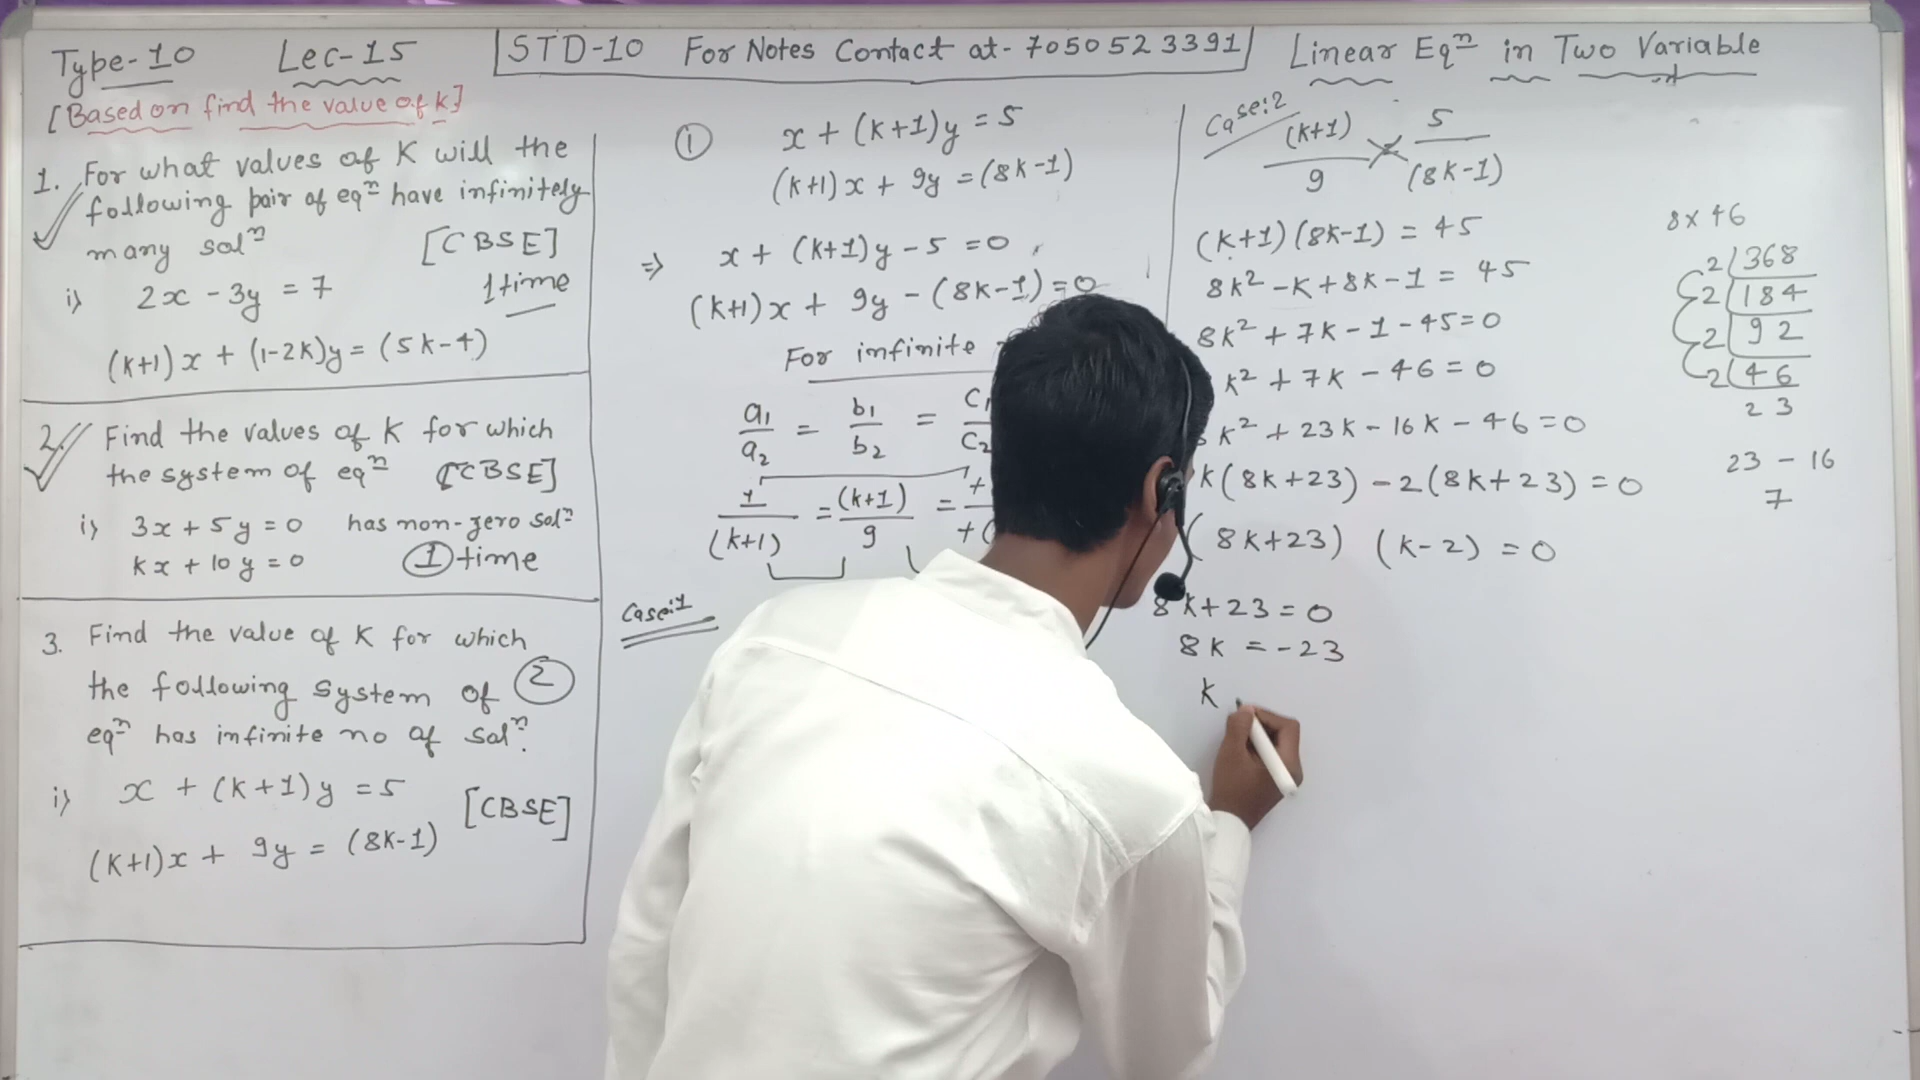 Type-10 Lec-15 STD-10 For Notes Contact at- 7050523391 Linear Eqⁿ in Two Variable
[Based on find the value of k]
1. For what values of K will the
following pair of eqⁿ have infinitely
many solⁿ [CBSE]
i) 2x - 3y = 7 1 time
(k+1)x + (1-2k)y = (5k-4)
2. Find the values of K for which
the system of eqⁿ [CBSE]
i) 3x + 5y = 0 has non-zero solⁿ
kx + 10y = 0 1 time
3. Find the value of K for which
the following system of 2
eqⁿ has infinite no of solⁿ.
i) x + (k+1)y = 5
[CBSE]
(k+1)x + 9y = (8k-1)
1 x + (k+1)y = 5
(k+1)x + 9y = (8k-1)
⇒ x + (k+1)y - 5 = 0
(k+1)x + 9y - (8k-1) = 0
For infinite
a₁/a₂ = b₁/b₂ = C₁/C₂
1/(k+1) = (k+1)/9 = +
Case:1
Case:2
(k+1)/9 × 5/(8k-1)
(k+1)(8k-1) = 45
8k² - k + 8k - 1 = 45
8k² + 7k - 1 - 45 = 0
k² + 7k - 46 = 0
k² + 23k - 16k - 46 = 0
k(8k+23) - 2(8k+23) = 0
(8k+23) (k-2) = 0
8k+23 = 0
8k = -23
k
8 x 46
2 368
2 184
2 92
2 46
23
23 - 16
7